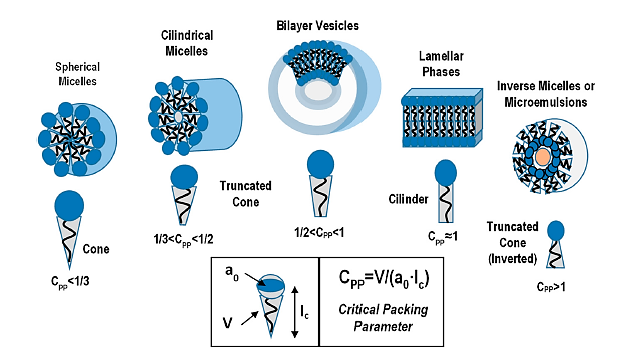 Spherical
Micelles
Cilindrical
Micelles
Bilayer Vesicles
Lamellar
Phases
Inverse Micelles or
Microemulsions
Cone
C_PP<1/3
Truncated
Cone
1/3<C_PP<1/2
1/2<C_PP<1
Cilinder
C_PP≈1
Truncated
Cone
(Inverted)
C_PP>1
a_0
V
l_c
C_PP=V/(a_0·l_c)
Critical Packing
Parameter